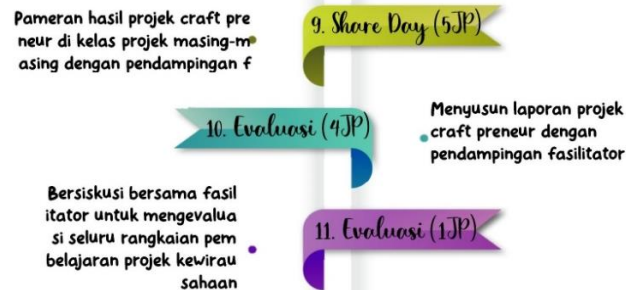 Pameran hasil projek craft pre
neur di kelas projek masing-m
asing dengan pendampingan f
9. Share Day (5JP)
10. Evaluasi (4JP)
Menyusun laporan projek
craft preneur dengan
pendampingan fasilitator
Bersiskusi bersama fasil
itator untuk mengevalua
si seluru rangkaian pem
belajaran projek kewirau
sahaan
11. Evaluasi (1JP)